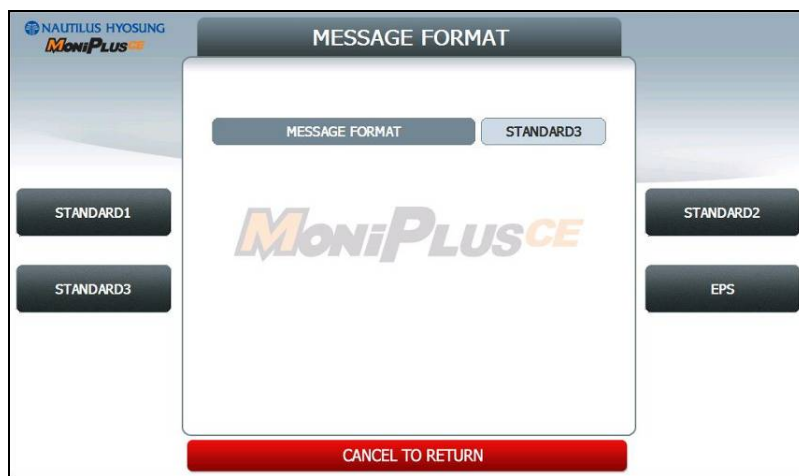 NAUTILUS HYOSUNG
MONiPLUSCE
MESSAGE FORMAT
MESSAGE FORMAT STANDARD3
STANDARD1
MONiPLUSCE
STANDARD2
STANDARD3
EPS
CANCEL TO RETURN